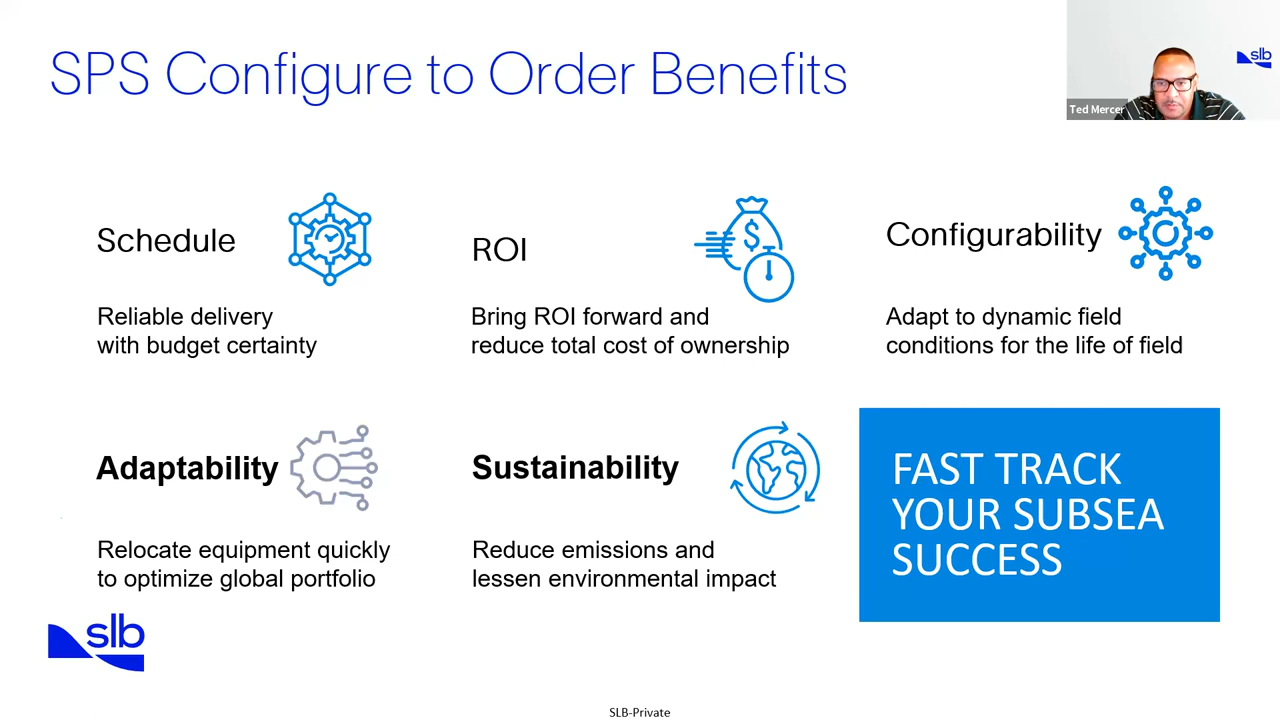 SPS Configure to Order Benefits
slb
Ted Mercer
Schedule
Reliable delivery
with budget certainty
ROI
$
Bring ROI forward and
reduce total cost of ownership
Configurability
Adapt to dynamic field
conditions for the life of field
Adaptability
Relocate equipment quickly
to optimize global portfolio
Sustainability
Reduce emissions and
lessen environmental impact
FAST TRACK
YOUR SUBSEA
SUCCESS
slb
SLB-Private